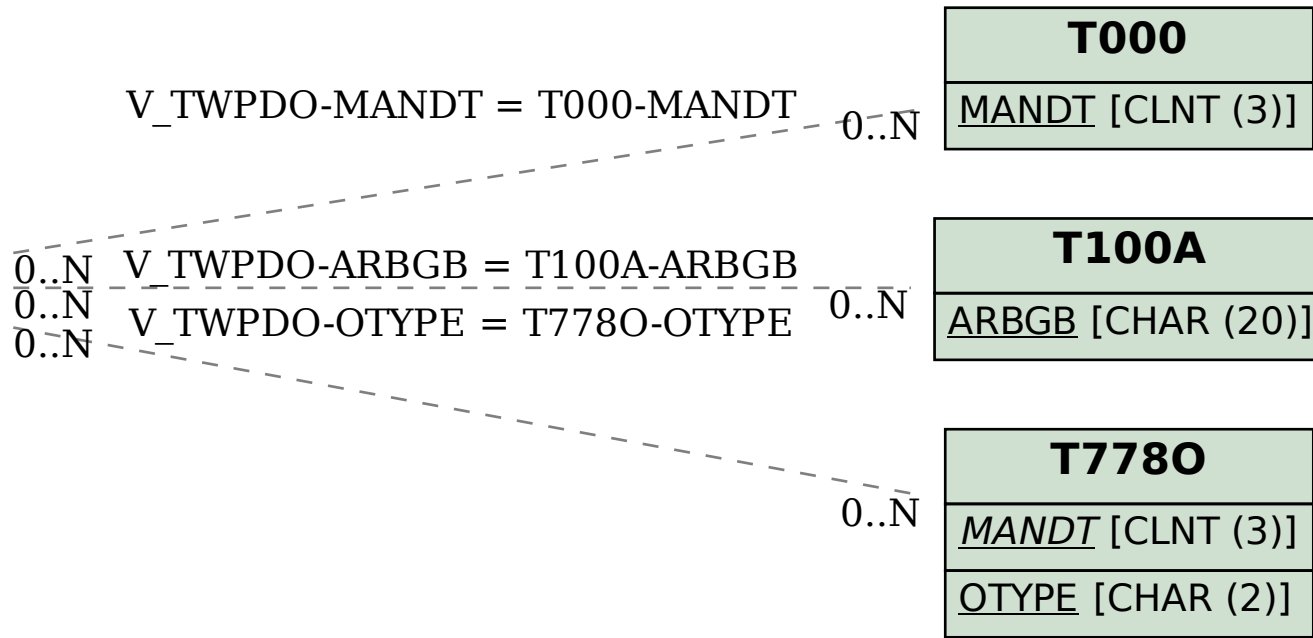 T000
V_TWPDO-MANDT = T000-MANDT
0..N
MANDT [CLNT (3)]
T100A
0..N
V_TWPDO-ARBGB = T100A-ARBGB
0..N
0..N
ARBGB [CHAR (20)]
V_TWPDO-OTYPE = T778O-OTYPE
0..N
T778O
0..N
MANDT [CLNT (3)]
OTYPE [CHAR (2)]